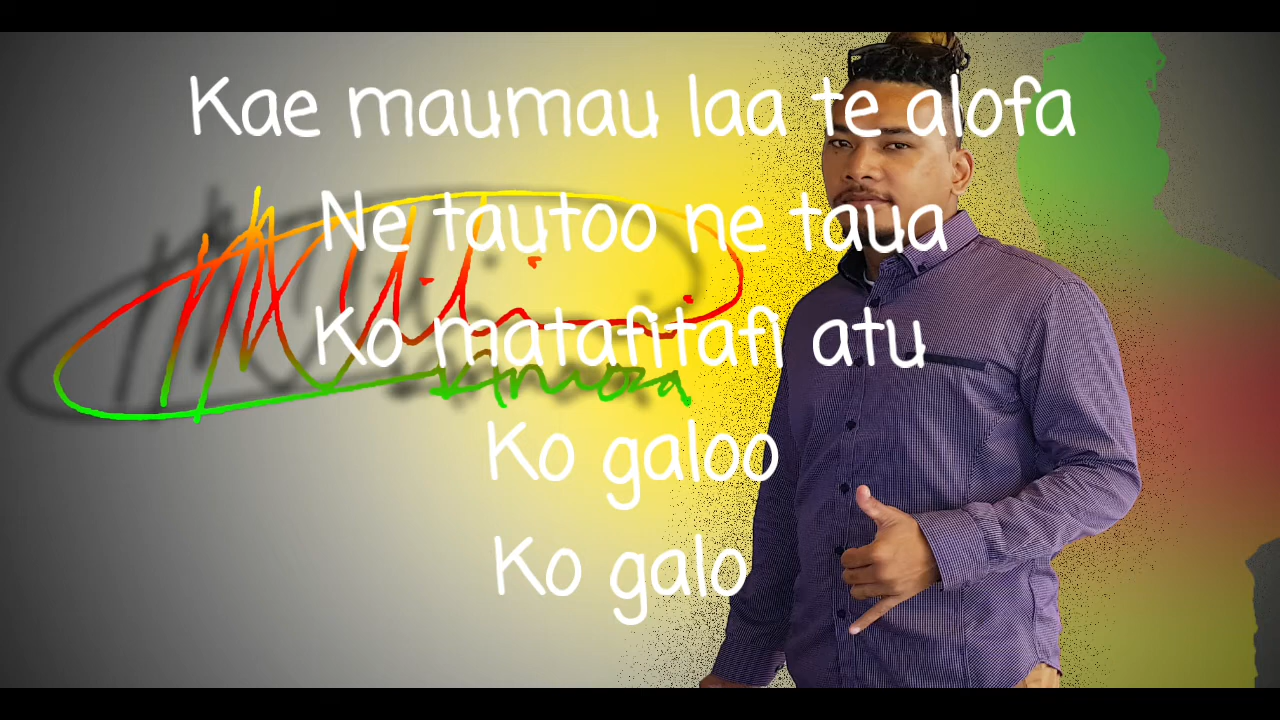 Kae maumau laa te alofa
Ne tautoo ne taua
Ko matafitafi atu
Ko galoo
Ko galo